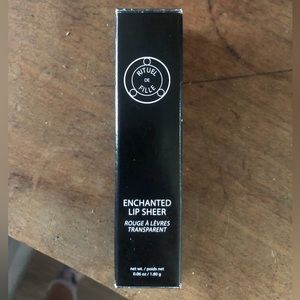 RITUEL
DE
FILLE
ENCHANTED
LIP SHEER
ROUGE À LÈVRES
TRANSPARENT
net wt. / poids net
0.06 oz / 1.80 g